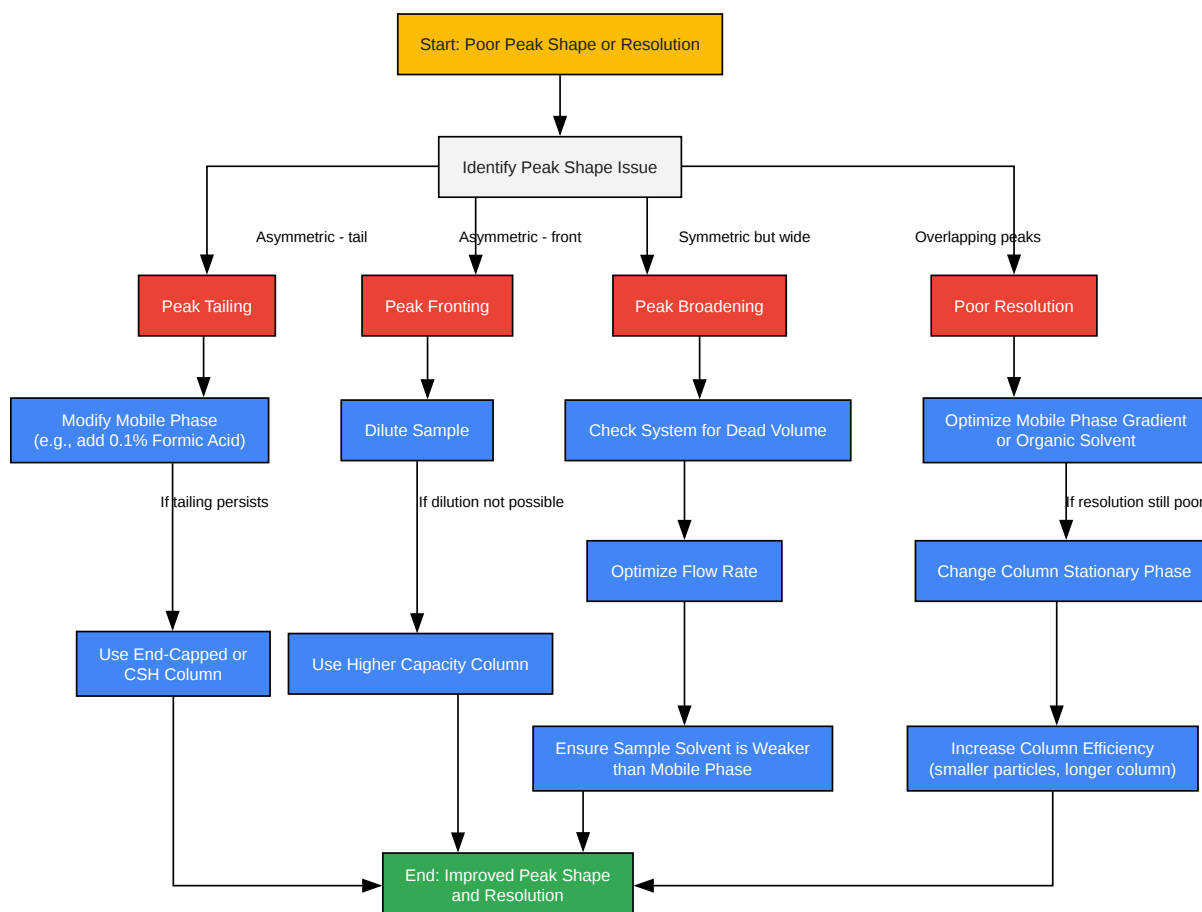 Start: Poor Peak Shape or Resolution
Identify Peak Shape Issue
Asymmetric - tail
Asymmetric - front
Symmetric but wide
Overlapping peaks
Peak Tailing
Peak Fronting
Peak Broadening
Poor Resolution
Modify Mobile Phase
(e.g., add 0.1% Formic Acid)
Dilute Sample
Check System for Dead Volume
Optimize Mobile Phase Gradient
or Organic Solvent
If tailing persists
If dilution not possible
If resolution still poor
Optimize Flow Rate
Change Column Stationary Phase
Use End-Capped or
CSH Column
Use Higher Capacity Column
Ensure Sample Solvent is Weaker
than Mobile Phase
Increase Column Efficiency
(smaller particles, longer column)
End: Improved Peak Shape
and Resolution